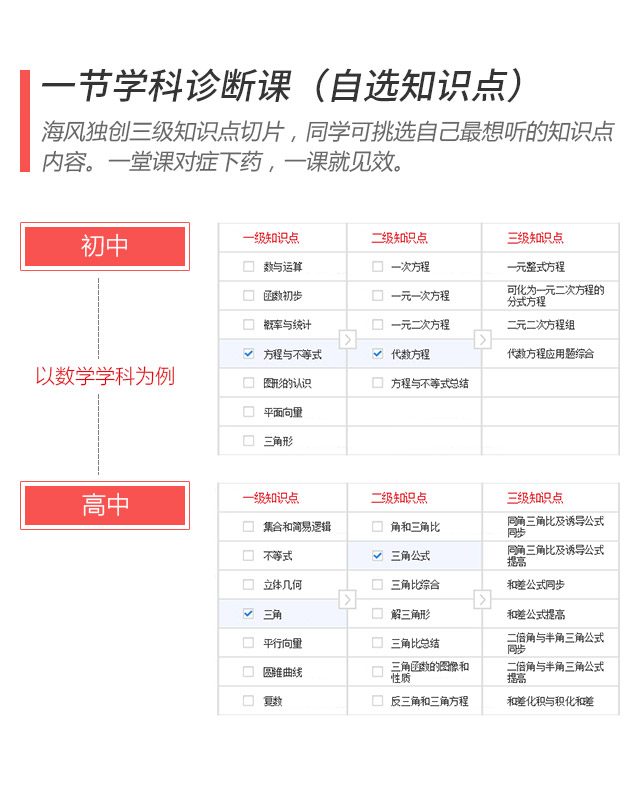 一节学科诊断课（自选知识点）
海风独创三级知识点切片，同学可挑选自己最想听的知识点
内容。一堂课对症下药，一课就见效。
初中
以数学学科为例
高中
一级知识点 二级知识点 三级知识点
数与运算 一次方程 一元整式方程
函数初步 一元一次方程 可化为一元二次方程的
分式方程
概率与统计 一元二次方程 二元二次方程组
方程与不等式 代数方程 代数方程应用题综合
图形的认识 方程与不等式总结
平面向量
三角形
一级知识点 二级知识点 三级知识点
集合和简易逻辑 角和三角比 同角三角比及诱导公式
同步
不等式 三角公式 同角三角比及诱导公式
提高
立体几何 三角比综合 和差公式同步
三角 解三角形 和差公式提高
平行向量 三角比总结 二倍角与半角三角公式
同步
圆锥曲线 三角函数的图像和 二倍角与半角三角公式
性质 提高
复数 反三角和三角方程 和差化积与积化和差